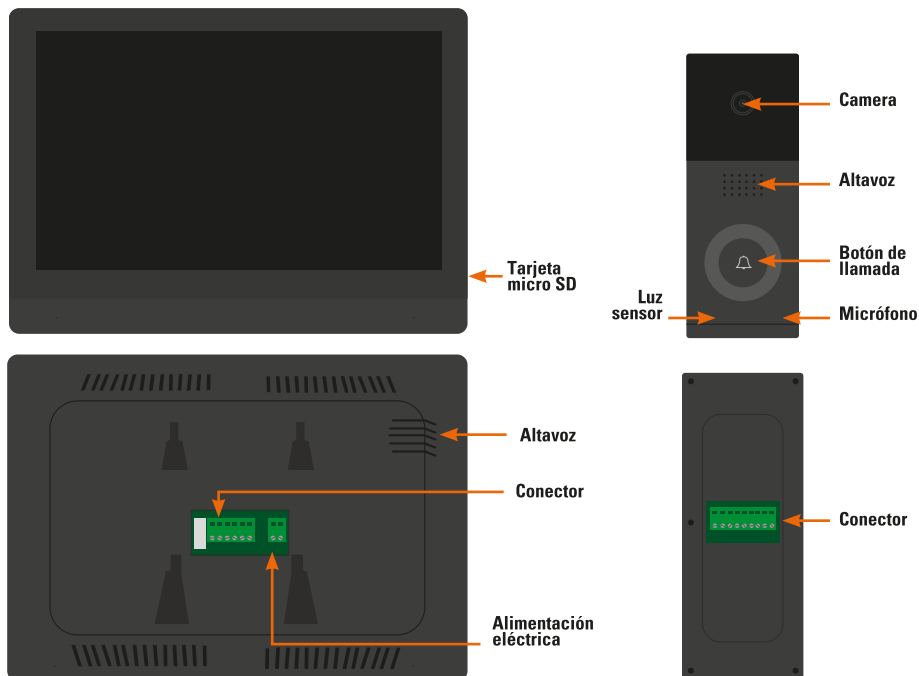 Camera
Altavoz
Botón de
llamada
Tarjeta
micro SD
Luz
sensor
Micrófono
Altavoz
Conector
Conector
Alimentación
eléctrica